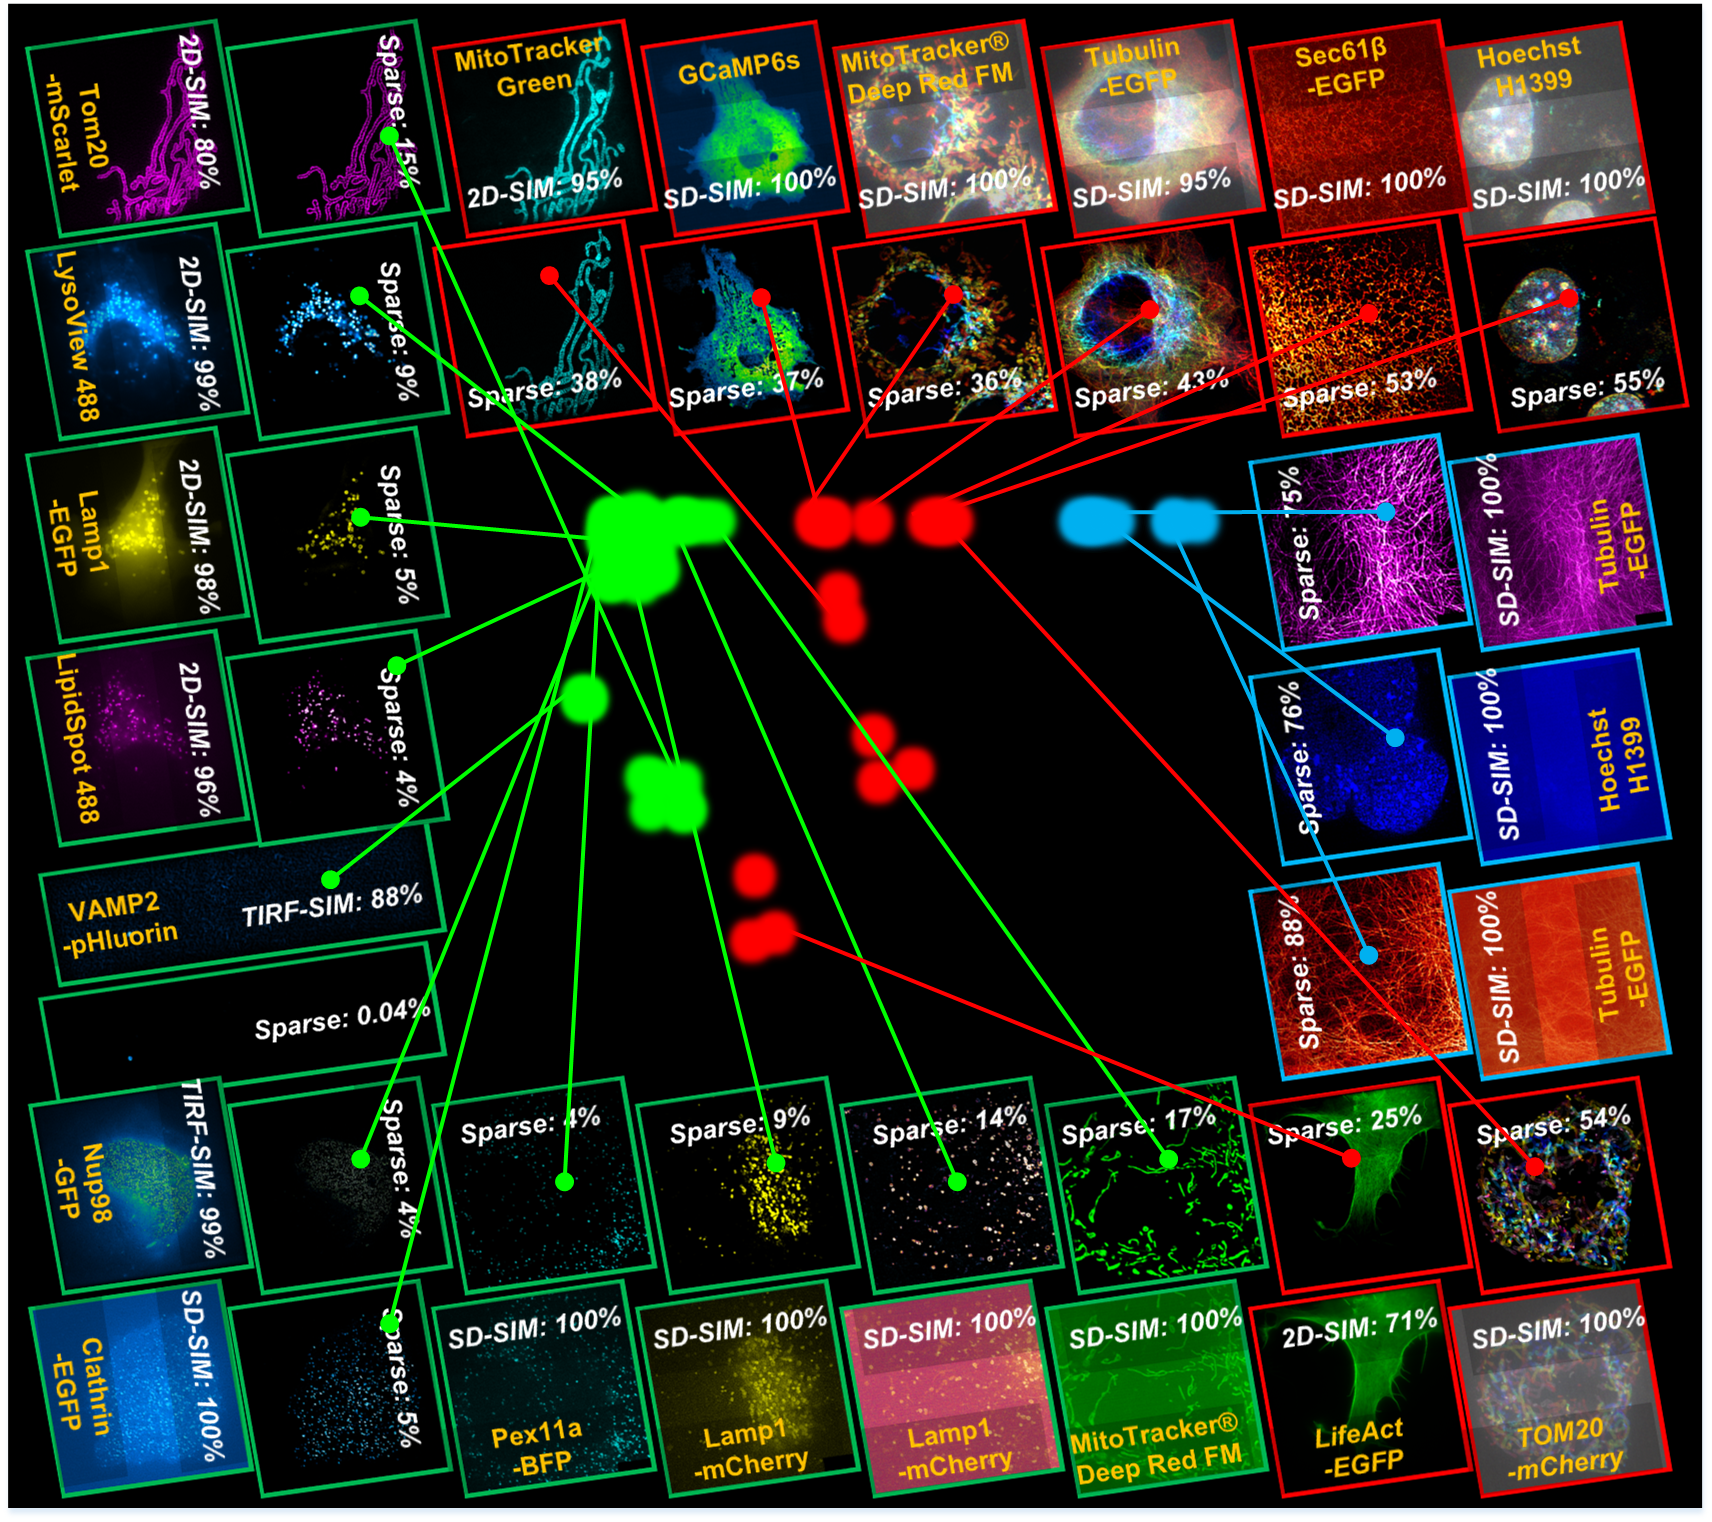 Tom20
-mScarlet
2D-SIM: 80%
Sparse: 15%
MitoTracker
Green
2D-SIM: 95%
GCaMP6s
SD-SIM: 100%
MitoTracker®
Deep Red FM
SD-SIM: 100%
Tubulin
-EGFP
SD-SIM: 95%
Sec61β
-EGFP
SD-SIM: 100%
Hoechst
H1399
SD-SIM: 100%
LysoView 488
2D-SIM: 99%
Sparse: 9%
Sparse: 38%
Sparse: 37%
Sparse: 36%
Sparse: 43%
Sparse: 53%
Sparse: 55%
Lamp1
-EGFP
2D-SIM: 98%
Sparse: 5%
Sparse: 75%
SD-SIM: 100%
Tubulin
-EGFP
LipidSpot 488
2D-SIM: 96%
Sparse: 4%
Sparse: 76%
SD-SIM: 100%
Hoechst
H1399
VAMP2
-pHluorin
TIRF-SIM: 88%
Sparse: 0.04%
Sparse: 88%
SD-SIM: 100%
Tubulin
-EGFP
Nup98
-GFP
TIRF-SIM: 99%
Sparse: 4%
Sparse: 4%
Sparse: 9%
Sparse: 14%
Sparse: 17%
Sparse: 25%
Sparse: 54%
Clathrin
-EGFP
SD-SIM: 100%
Sparse: 5%
SD-SIM: 100%
Pex11a
-BFP
SD-SIM: 100%
Lamp1
-mCherry
SD-SIM: 100%
Lamp1
-mCherry
SD-SIM: 100%
MitoTracker®
Deep Red FM
2D-SIM: 71%
LifeAct
-EGFP
SD-SIM: 100%
TOM20
-mCherry